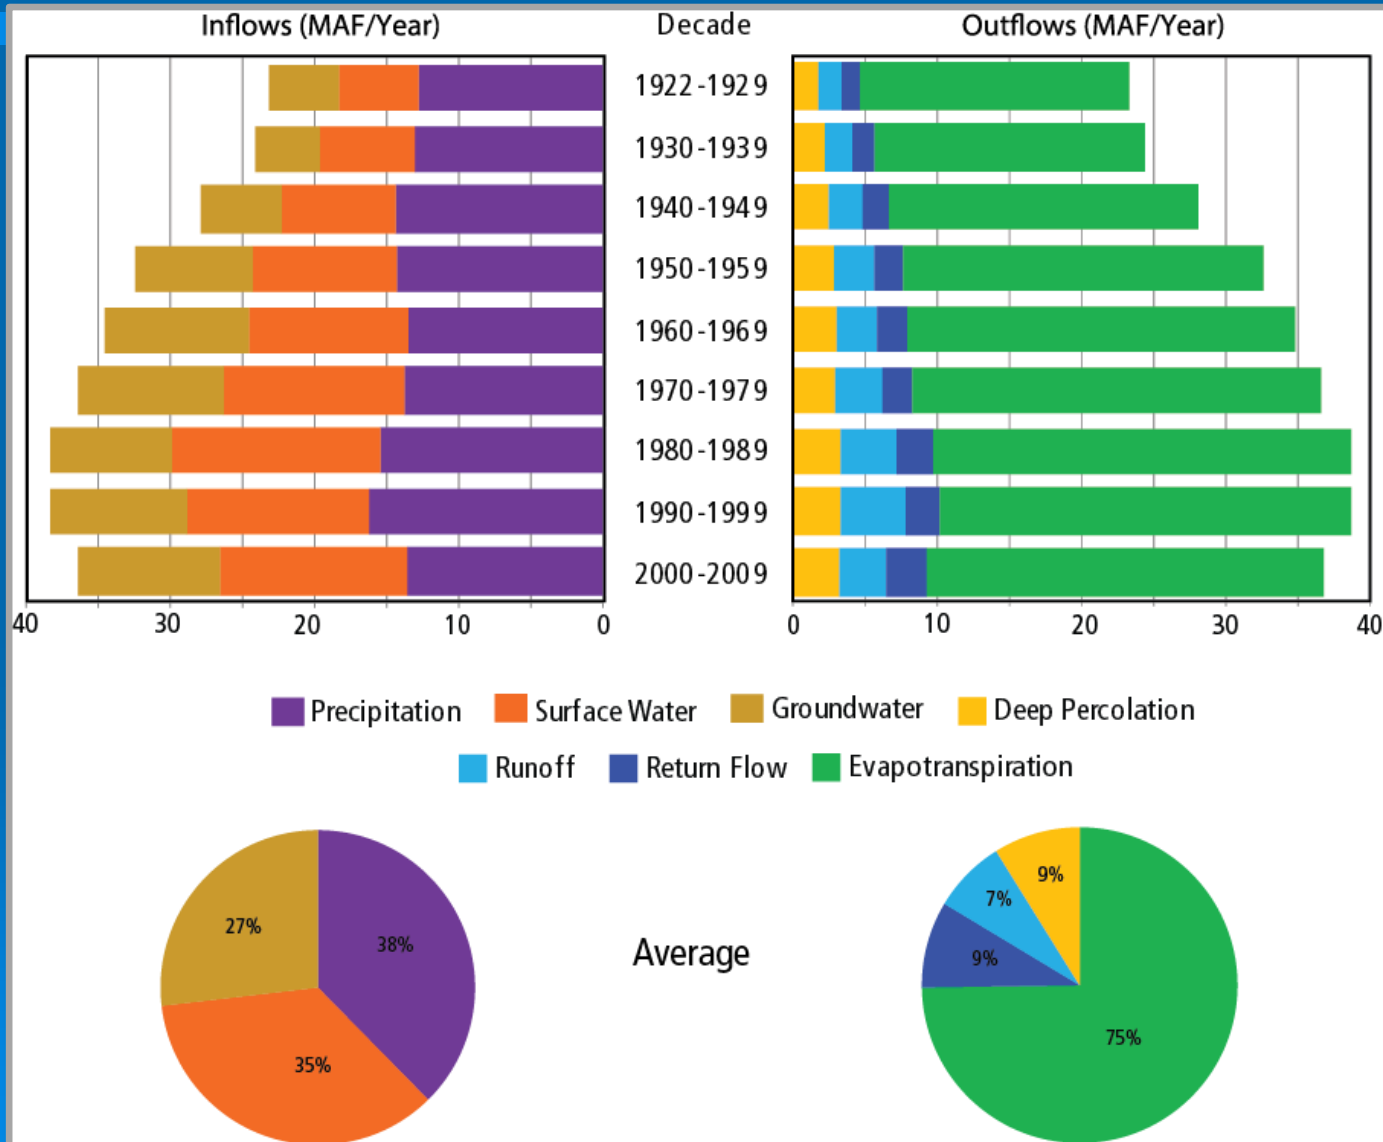 Inflows (MAF/Year) Decade Outflows (MAF/Year)
1922-1929
1930-1939
1940-1949
1950-1959
1960-1969
1970-1979
1980-1989
1990-1999
2000-2009
40 30 20 10 0 0 10 20 30 40
Precipitation Surface Water Groundwater Deep Percolation
Runoff Return Flow Evapotranspiration
27% 38% 35%
Average
9% 7% 9% 75%